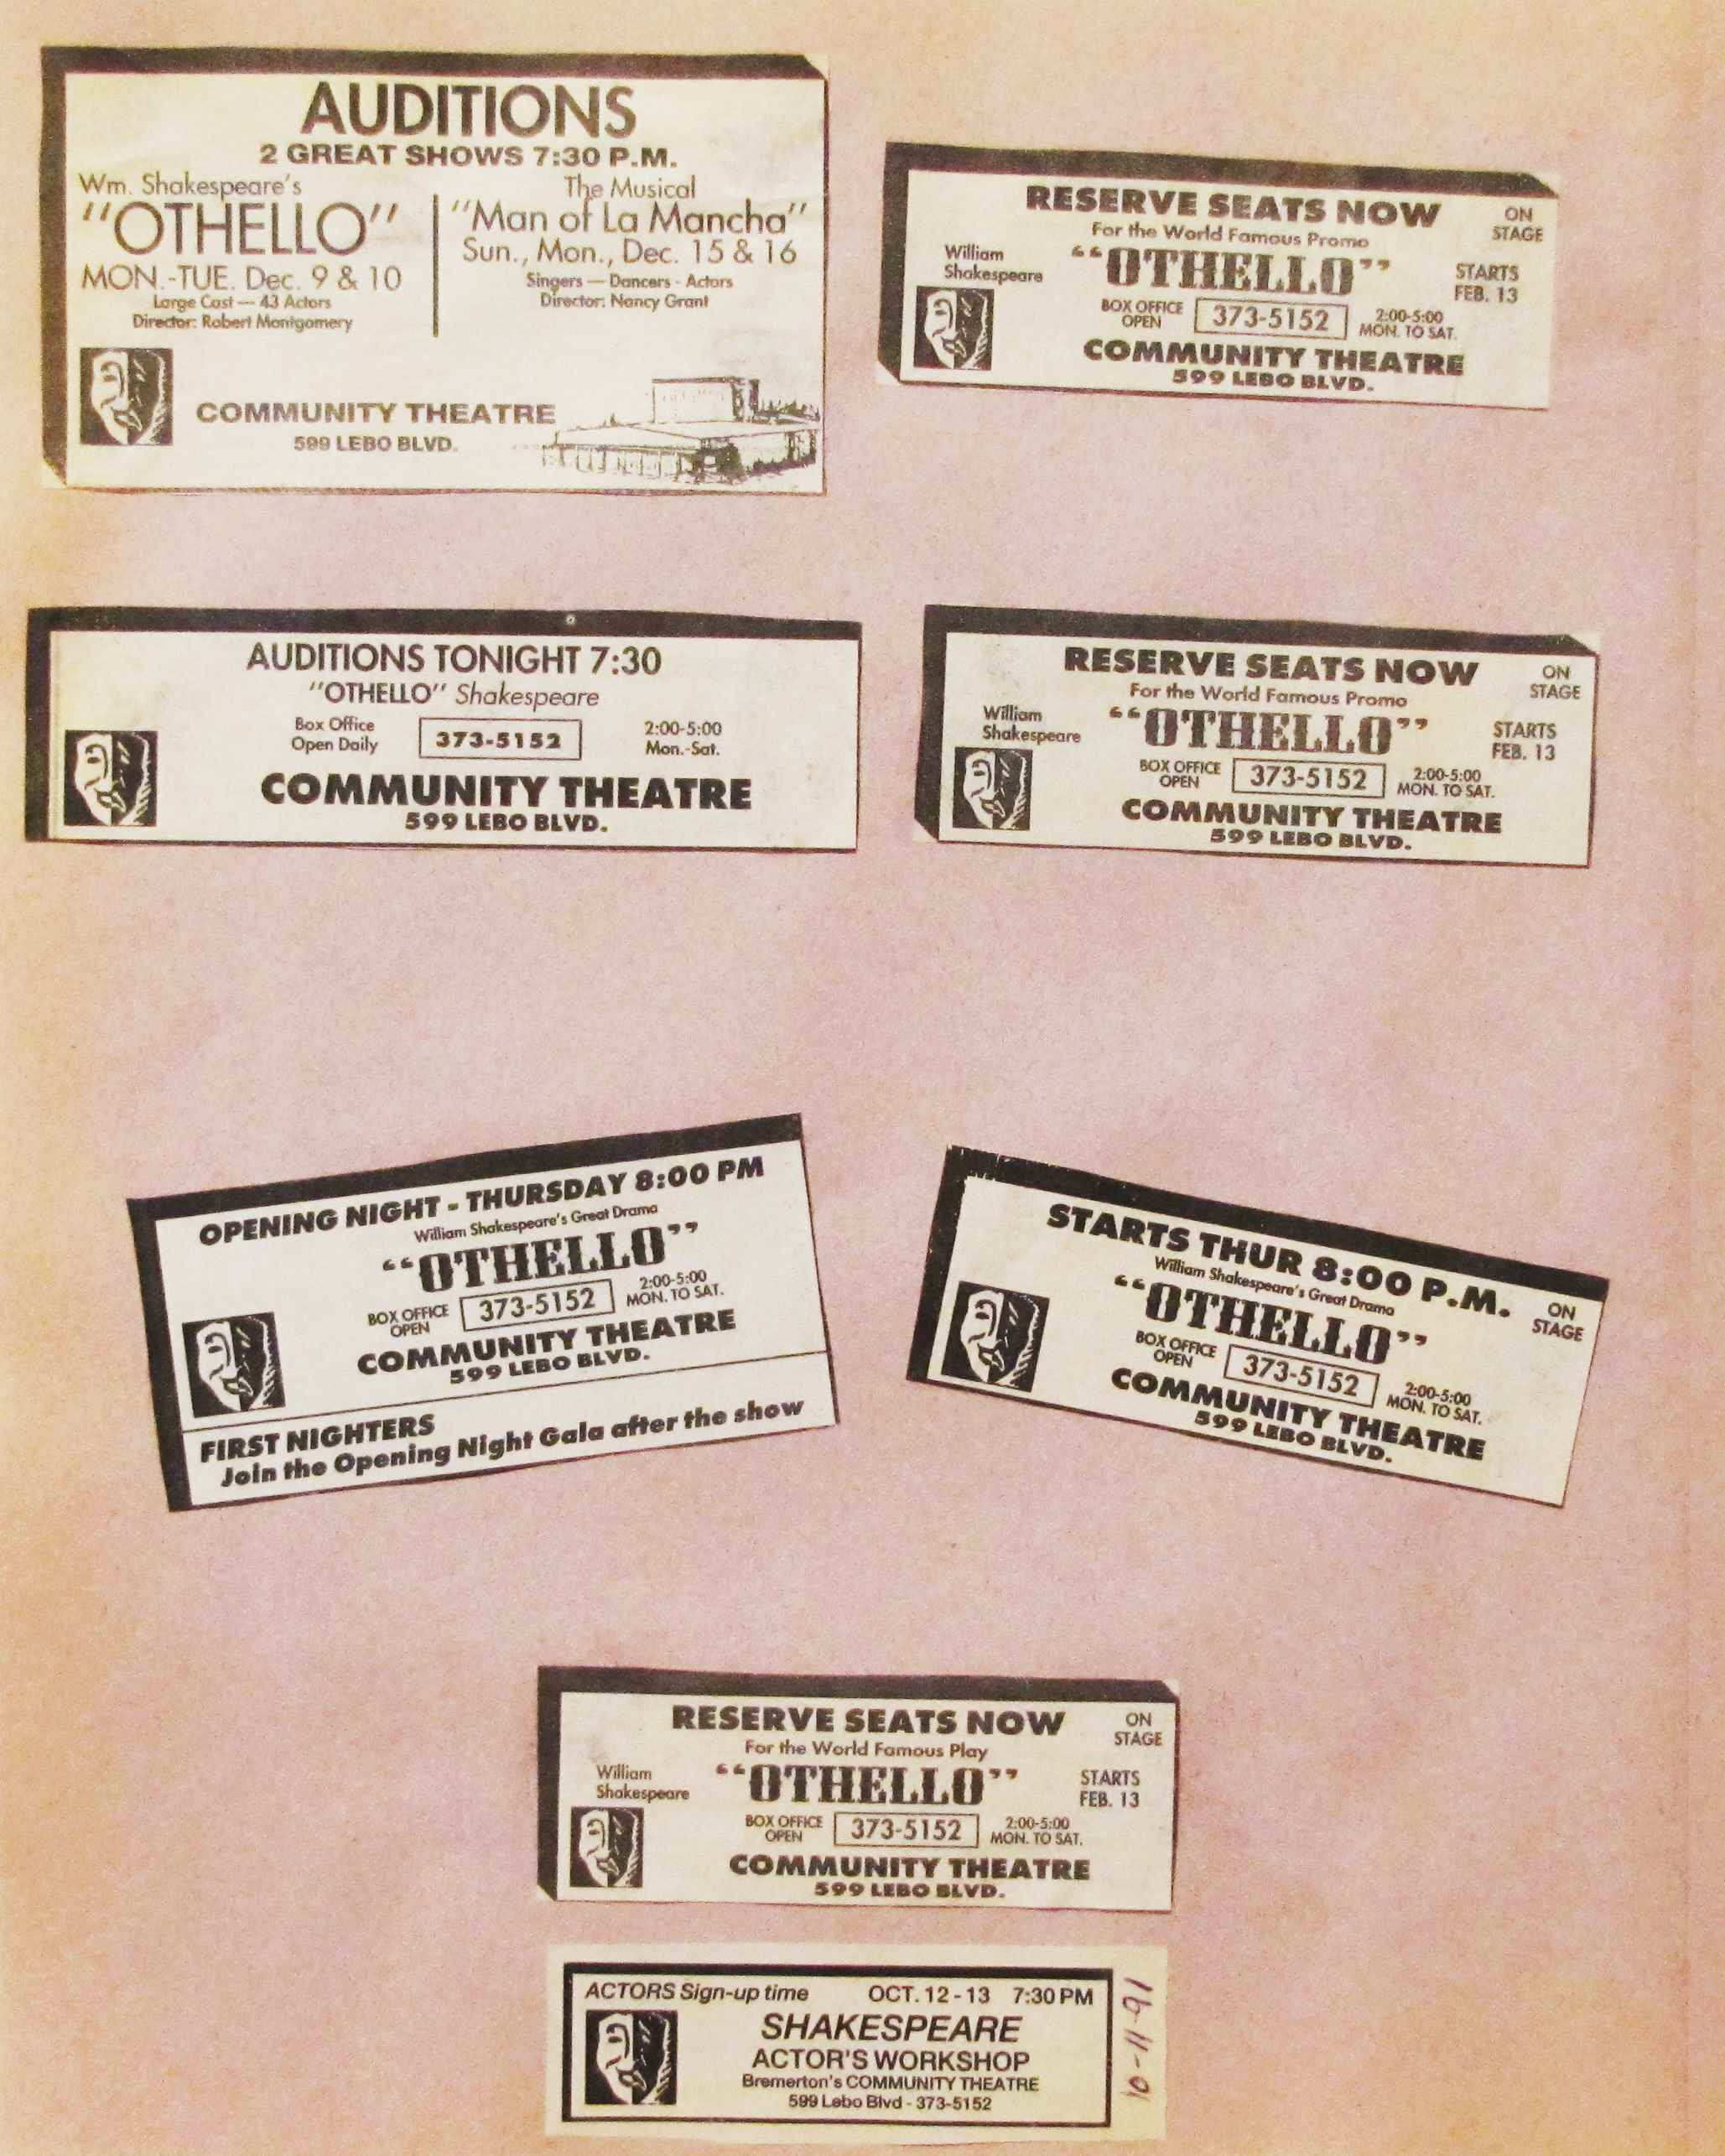 AUDITIONS
2 GREAT SHOWS 7:30 P.M.
Wm. Shakespeare's
"OTHELLO"
MON.-TUE. Dec. 9 & 10
Large Cast — 43 Actors
Director: Robert Montgomery
The Musical
"Man of La Mancha"
Sun., Mon., Dec. 15 & 16
Singers — Dancers - Actors
Director: Nancy Grant
COMMUNITY THEATRE
599 LEBO BLVD.
RESERVE SEATS NOW
For the World Famous Promo
ON
STAGE
William
Shakespeare
"OTHELLO"
STARTS
FEB. 13
BOX OFFICE
OPEN
373-5152
2:00-5:00
MON. TO SAT.
COMMUNITY THEATRE
599 LEBO BLVD.
AUDITIONS TONIGHT 7:30
"OTHELLO" Shakespeare
Box Office
Open Daily
373-5152
2:00-5:00
Mon.-Sat.
COMMUNITY THEATRE
599 LEBO BLVD.
RESERVE SEATS NOW
For the World Famous Promo
ON
STAGE
William
Shakespeare
"OTHELLO"
STARTS
FEB. 13
BOX OFFICE
OPEN
373-5152
2:00-5:00
MON. TO SAT.
COMMUNITY THEATRE
599 LEBO BLVD.
OPENING NIGHT - THURSDAY 8:00 PM
William Shakespeare's Great Drama
"OTHELLO"
BOX OFFICE
OPEN
373-5152
2:00-5:00
MON. TO SAT.
COMMUNITY THEATRE
599 LEBO BLVD.
FIRST NIGHTERS
Join the Opening Night Gala after the show
STARTS THUR 8:00 P.M.
William Shakespeare's Great Drama
ON
STAGE
"OTHELLO"
BOX OFFICE
OPEN
373-5152
2:00-5:00
MON. TO SAT.
COMMUNITY THEATRE
599 LEBO BLVD.
RESERVE SEATS NOW
For the World Famous Play
ON
STAGE
William
Shakespeare
"OTHELLO"
STARTS
FEB. 13
BOX OFFICE
OPEN
373-5152
2:00-5:00
MON. TO SAT.
COMMUNITY THEATRE
599 LEBO BLVD.
ACTORS Sign-up time OCT. 12 - 13 7:30 PM
SHAKESPEARE
ACTOR'S WORKSHOP
Bremerton's COMMUNITY THEATRE
599 Lebo Blvd - 373-5152
10-11-91